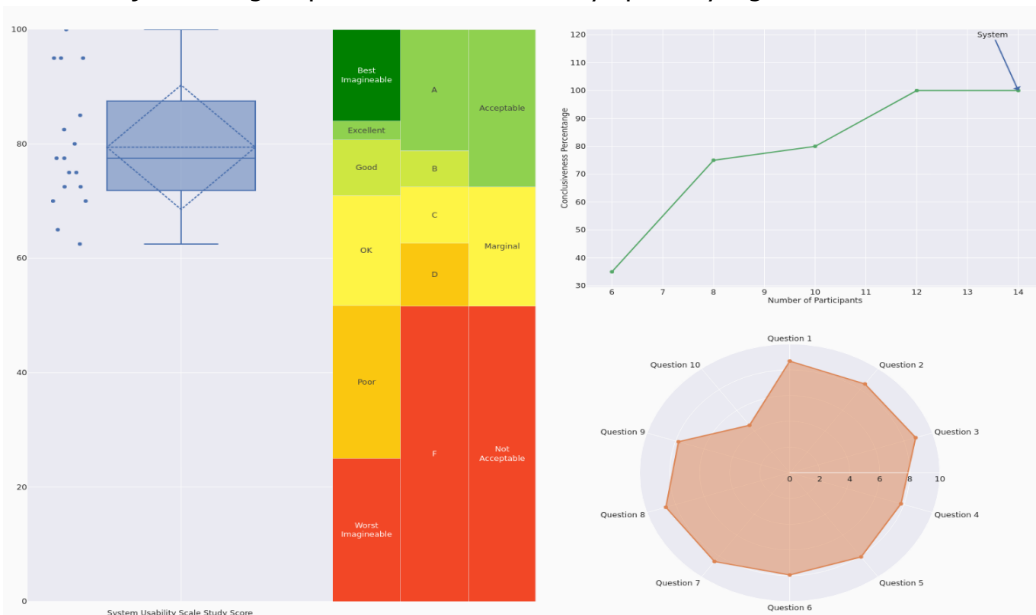 100
80
60
40
20
0
System Usability Scale Study Score
Best
Imagineable
Excellent
Good
OK
Poor
Worst
Imagineable
A
B
C
D
F
Acceptable
Marginal
Not
Acceptable
System
120
110
100
90
80
70
60
50
40
30
Conclusiveness Percentange
6 7 8 9 10 11 12 13 14
Number of Participants
Question 1
Question 2
Question 3
Question 4
Question 5
Question 6
Question 7
Question 8
Question 9
Question 10
0 2 4 6 8 10